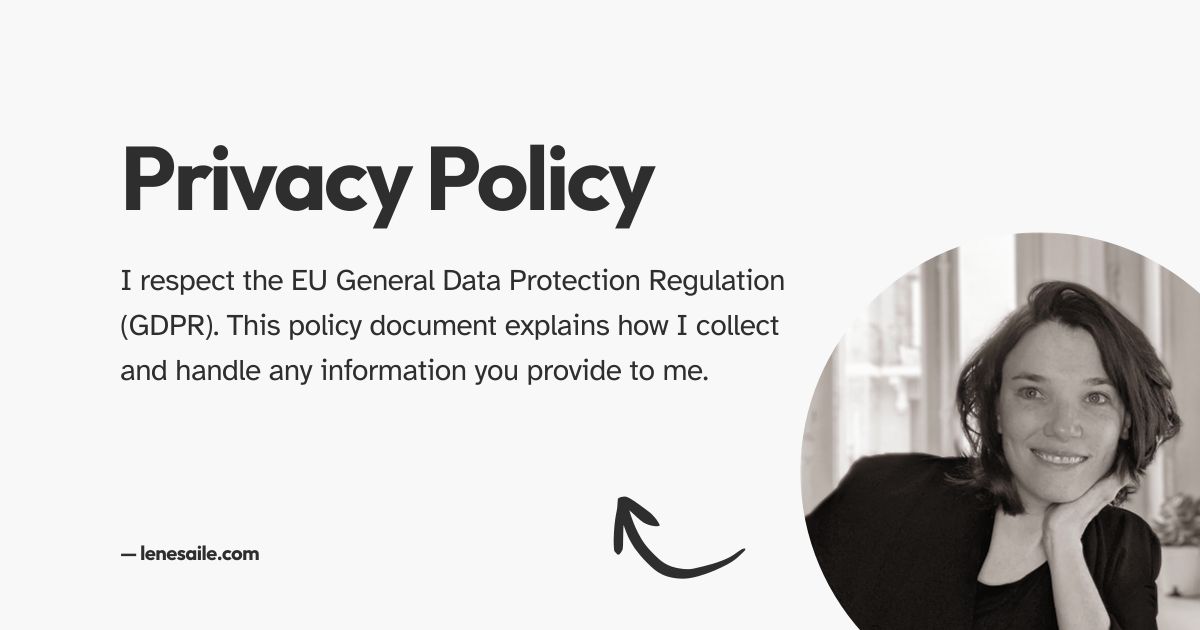 Privacy Policy
I respect the EU General Data Protection Regulation
(GDPR). This policy document explains how I collect
and handle any information you provide to me.
— lenesaile.com